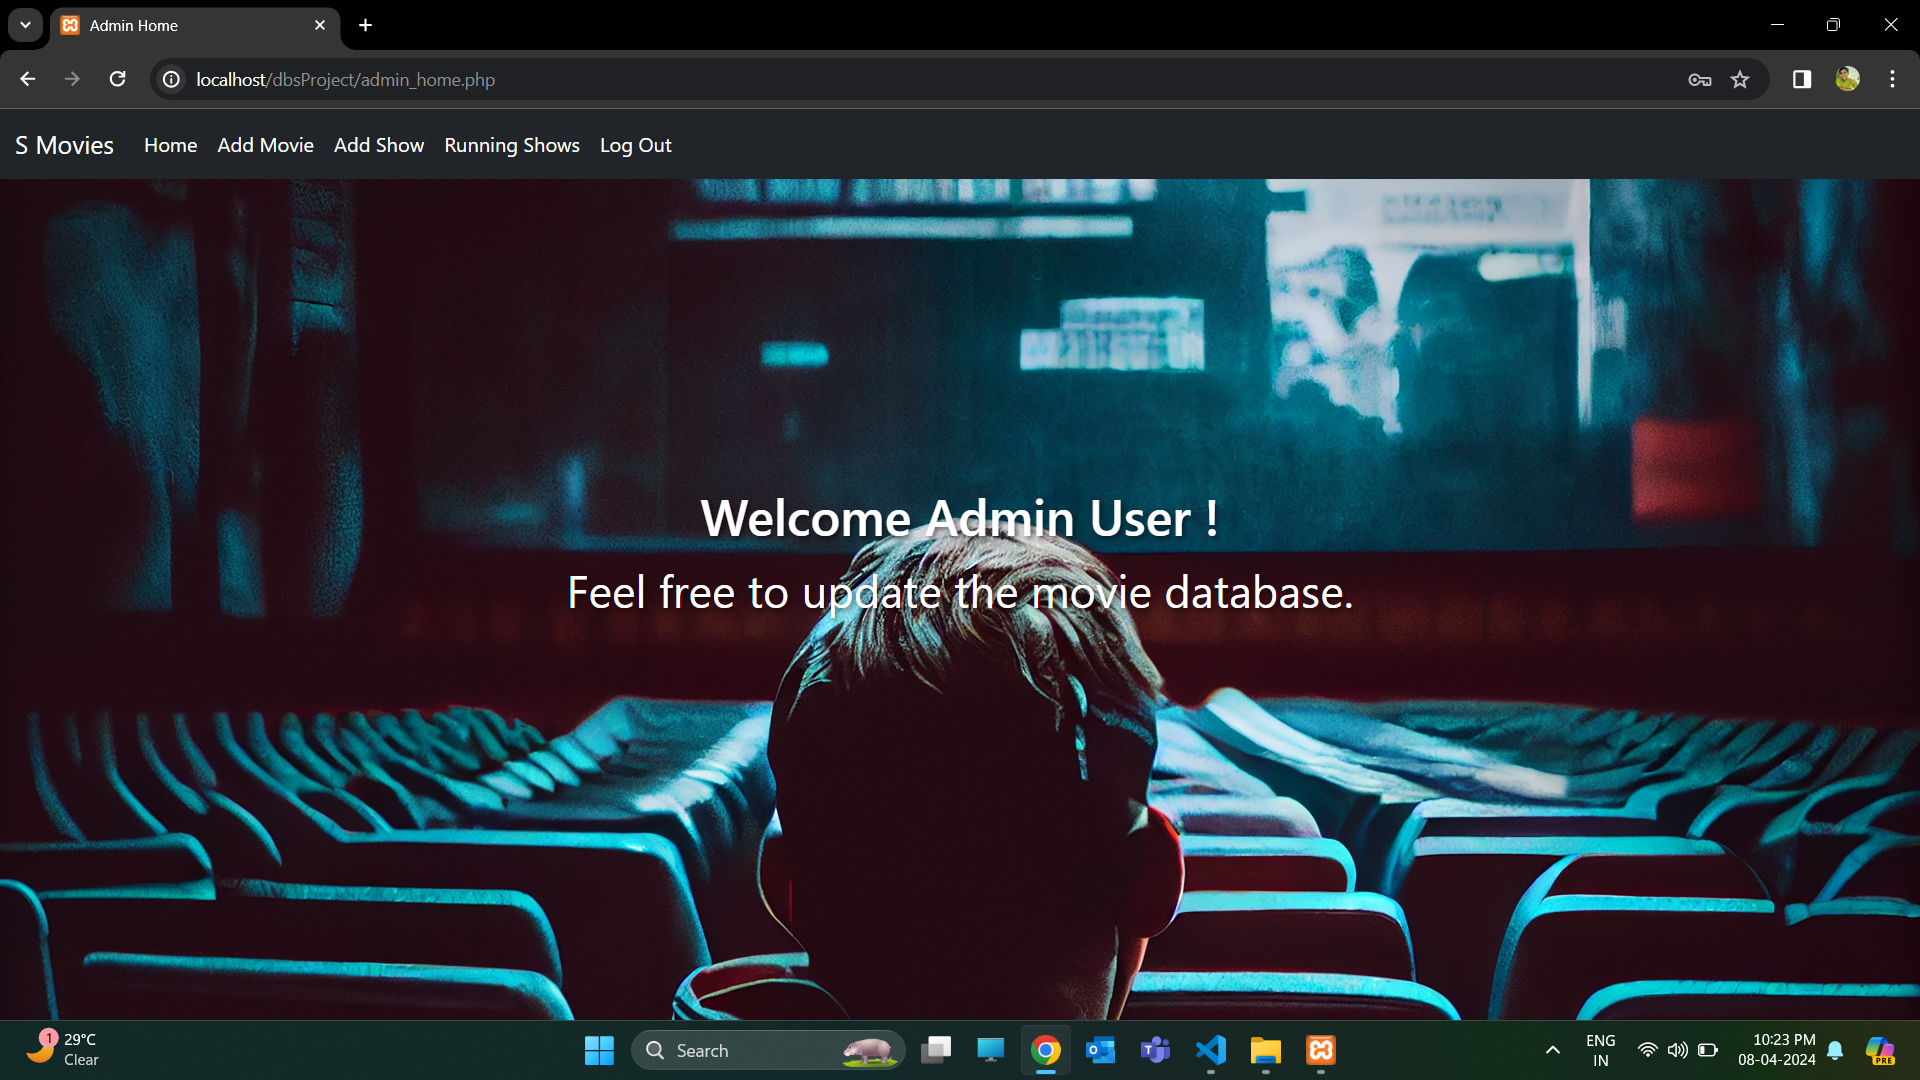 Admin Home
localhost/dbsProject/admin_home.php
S Movies Home Add Movie Add Show Running Shows Log Out
Welcome Admin User !
Feel free to update the movie database.
1
29°C
Clear
Search
ENG
IN
10:23 PM
08-04-2024
PRE